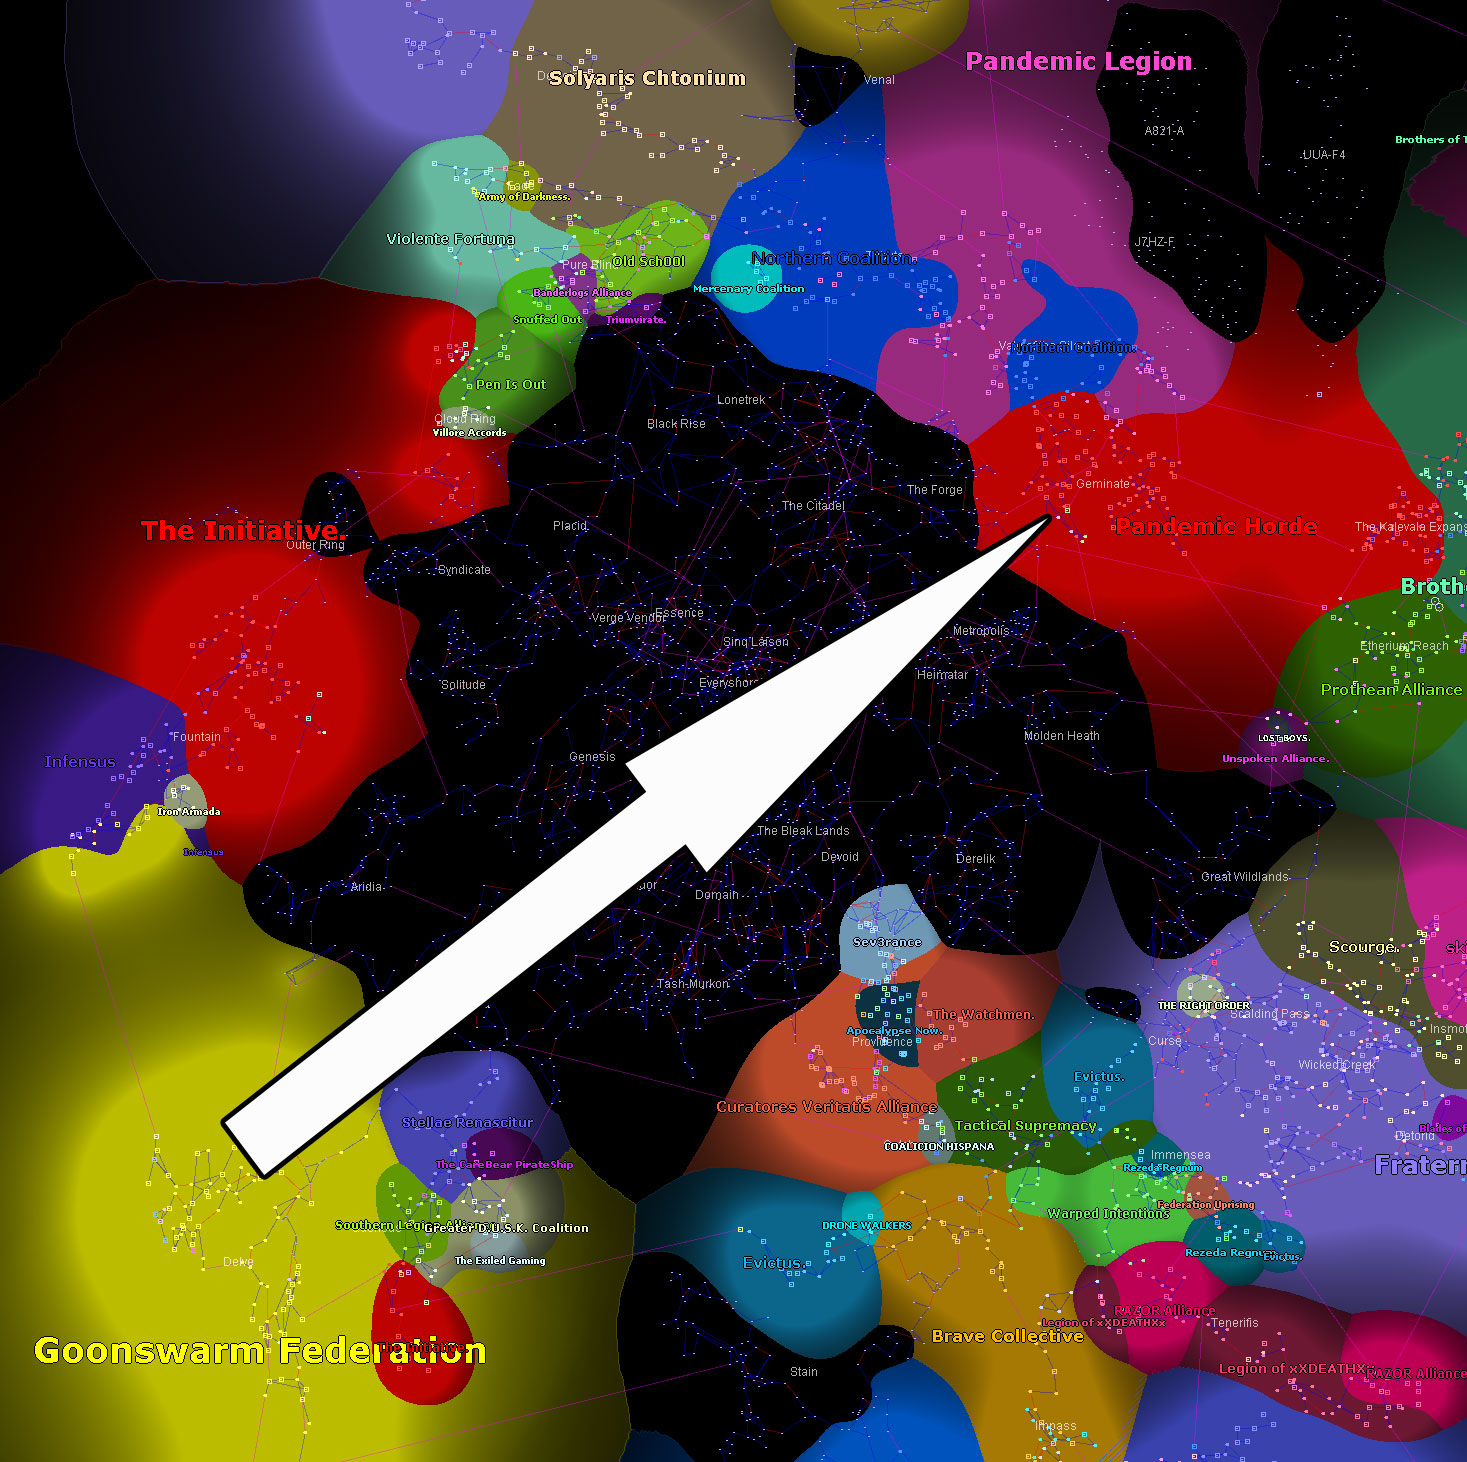 Pandemic Legion
Solyaris Chtonium
Venal
A821-A
Brothers of T
UUA-F4
Army of Darkness.
Violente Fortuna
J7HZ-F
Northern Coalition.
Old Sch00l
Pure Blind
Mercenary Coalition
Banderlogs Alliance
Snuffed Out
Triumvirate.
Northern Coalition.
Pen Is Out
Lonetrek
Cloud Ring
Black Rise
Villore Accords
Geminate
The Forge
The Citadel
Placid
Pandemic Horde
The Kalevala Expans
The Initiative.
Outer Ring
Syndicate
Brothe
Essence
Verge Vendor
Metropolis
Sinq Laison
Etherium Reach
Heimatar
Everyshor
Solitude
Prothean Alliance
Fountain
Molden Heath
LOST BOYS.
Genesis
Unspoken Alliance.
Infensus
Iron Armada
The Bleak Lands
Infensus
Devoid
Derelik
Great Wildlands
Aridia
dor
Domain
Sev3rance
Scourge.
ski
Tash-Murkon
THE RIGHT ORDER
Scalding Pass
The Watchmen.
Insmot
Apocalypse Now.
Providence
Curse
Wicked Creek
Evictus.
Curatores Veritatis Alliance
Stellae Renascitur
Tactical Supremacy
Blades of
Detorid
COALICION HISPANA
Immensea
The CareBear PirateShip
Rezeda Regnum
Fratern
Federation Uprising
Warped Intentions
Southern Legion
Greater D.U.S.K. Coalition
DRONE WALKERS
Rezeda Regnum
Evictus.
The Exiled Gaming
Delve
Evictus.
RAZOR Alliance
Legion of xXDEATHXx
Tenerifis
Brave Collective
Goonswarm Federation
The Initiative.
Stain
Legion of xXDEATHXx
RAZOR Alliance
Impass